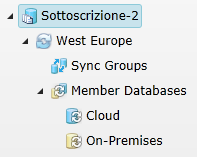 Sottoscrizione-2
West Europe
Sync Groups
Member Databases
Cloud
On-Premises